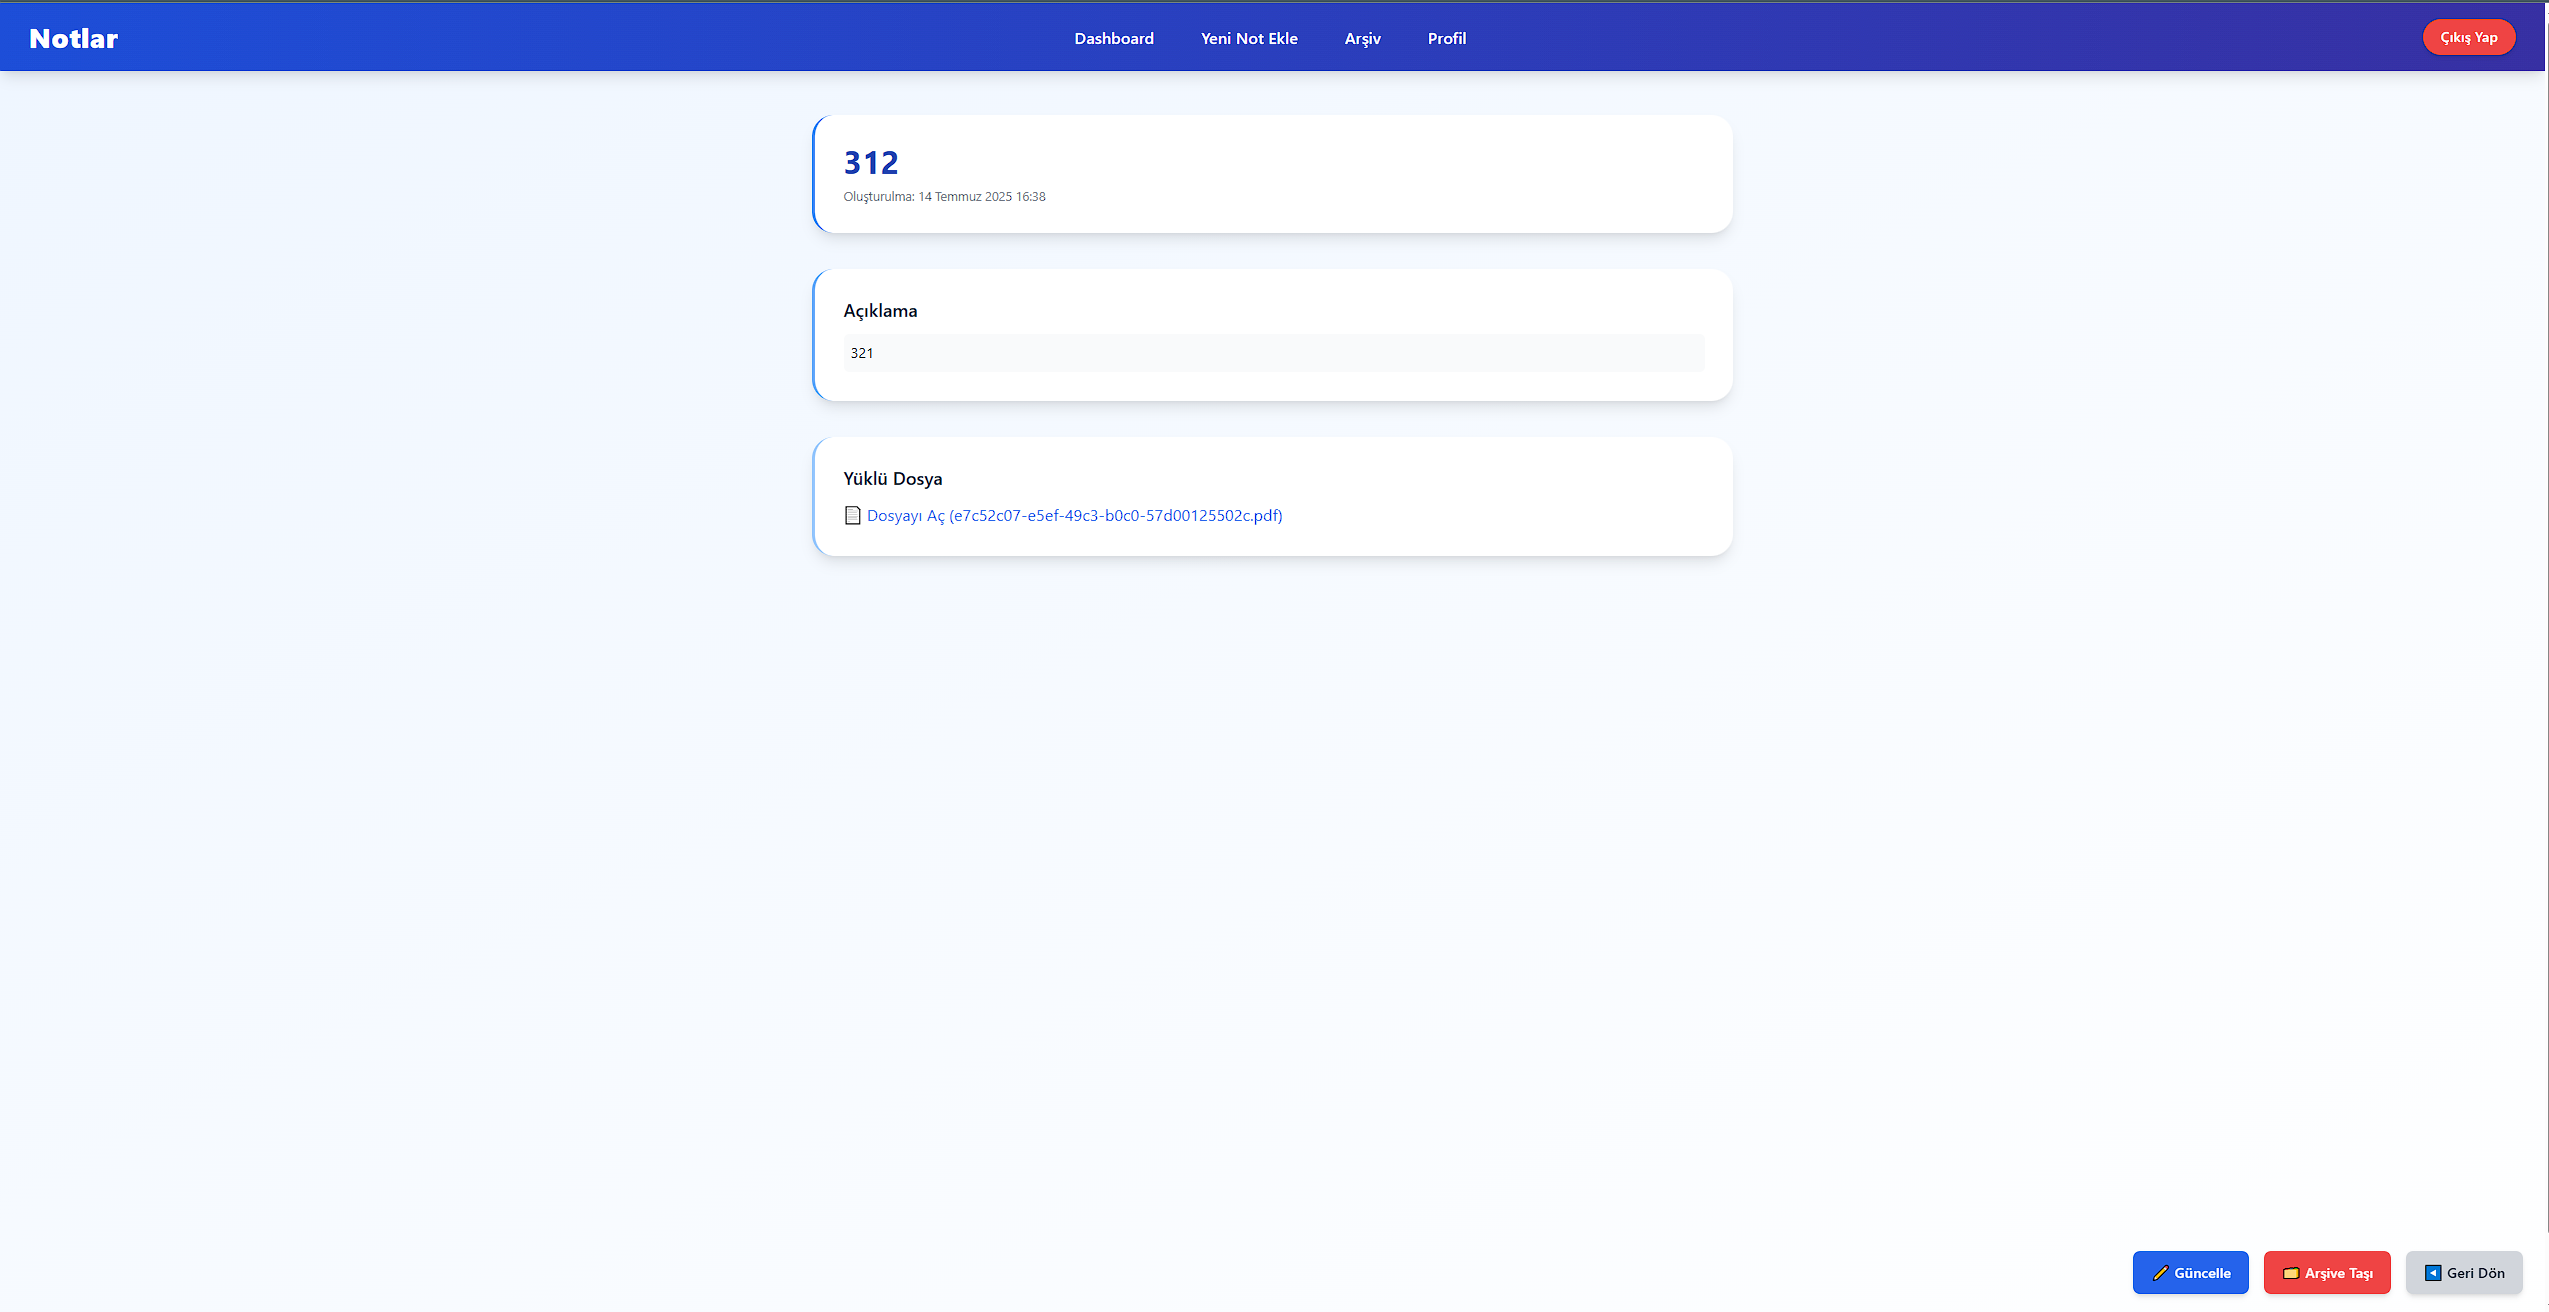 Notlar
Dashboard Yeni Not Ekle Arşiv Profil
Çıkış Yap
312
Oluşturulma: 14 Temmuz 2025 16:38
Açıklama
321
Yüklü Dosya
Dosyayı Aç (e7c52c07-e5ef-49c3-b0c0-57d00125502c.pdf)
Güncelle Arşive Taşı Geri Dön